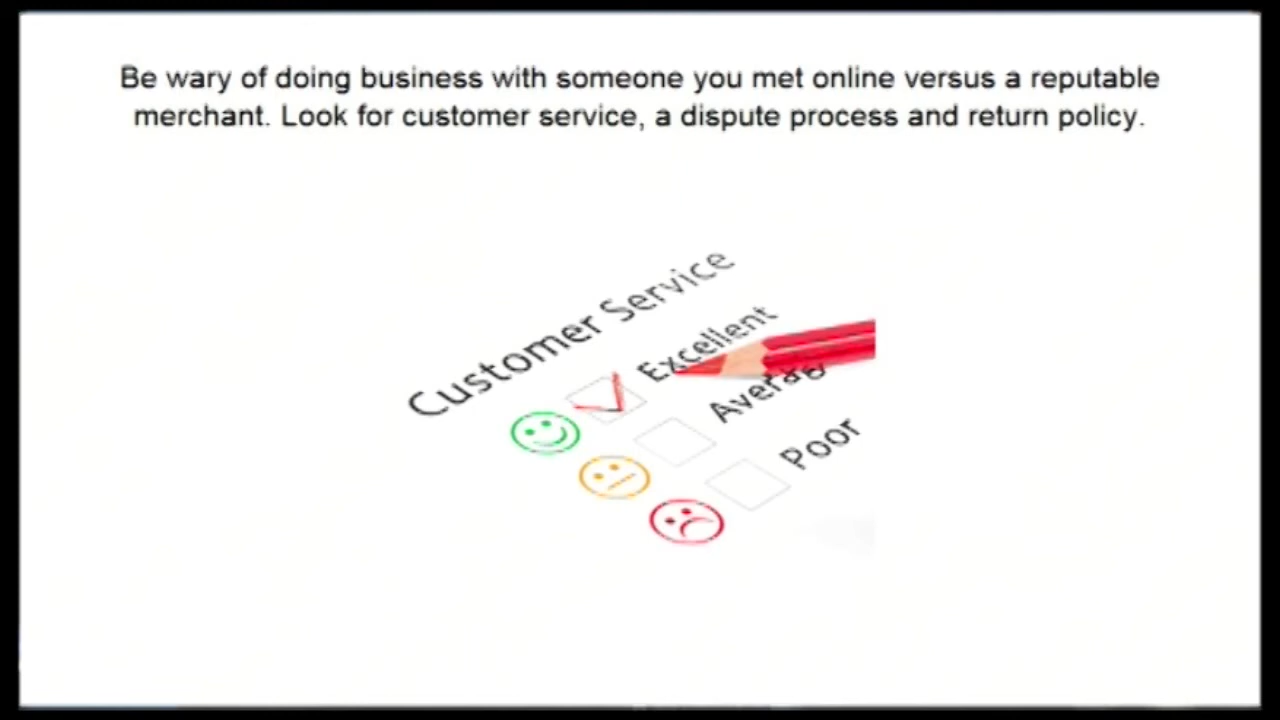 Be wary of doing business with someone you met online versus a reputable
merchant. Look for customer service, a dispute process and return policy.
Customer Service
Excellent
Average
Poor